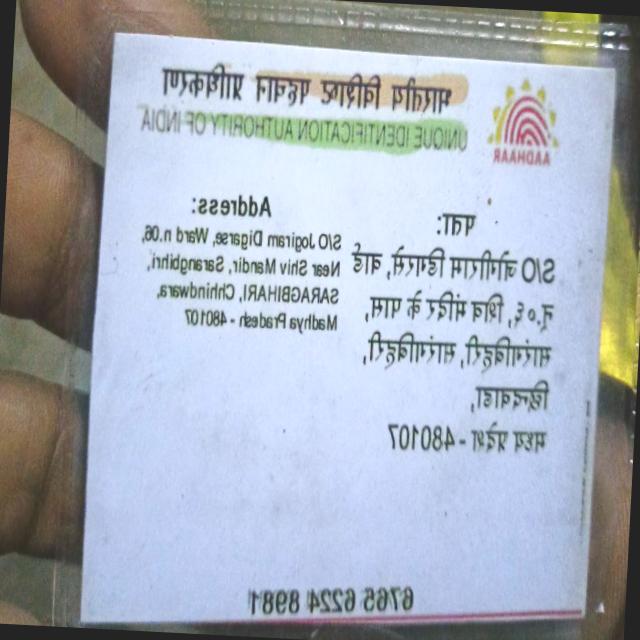 भारतीय विशिष्ट पहचान प्राधिकरण
UNIQUE IDENTIFICATION AUTHORITY OF INDIA
AADHAAR
पता:
S/O जोगीराम डिगारसे, वार्ड
न.०६, शिव मंदिर के पास,
सारंगबिहरी, सारंगबिहरी,
छिन्दवाडा,
मध्य प्रदेश - 480107
Address:
S/O Jogiram Digarse, Ward n.06,
Near Shiv Mandir, Sarangbihri,
SARAGBIHARI, Chhindwara,
Madhya Pradesh - 480107
6765 6224 8981